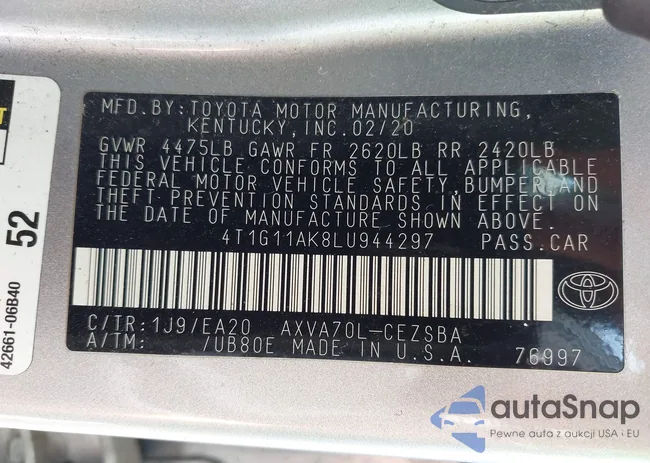 MFD. BY: TOYOTA MOTOR MANUFACTURING,
KENTUCKY, INC. 02/20
GVWR 4475LB GAWR FR 2620LB RR 2420LB
THIS VEHICLE CONFORMS TO ALL APPLICABLE
FEDERAL MOTOR VEHICLE SAFETY, BUMPER AND
THEFT PREVENTION STANDARDS IN EFFECT ON
THE DATE OF MANUFACTURE SHOWN ABOVE.
4T1G11AK8LU944297 PASS. CAR
C/TR: 1J9/EA20 AXVA70L-CEZSBA
A/TM: /UB80E MADE IN U.S.A. 76997
52
42661-06B40
autaSnap
Pewne auta z aukcji USA i EU